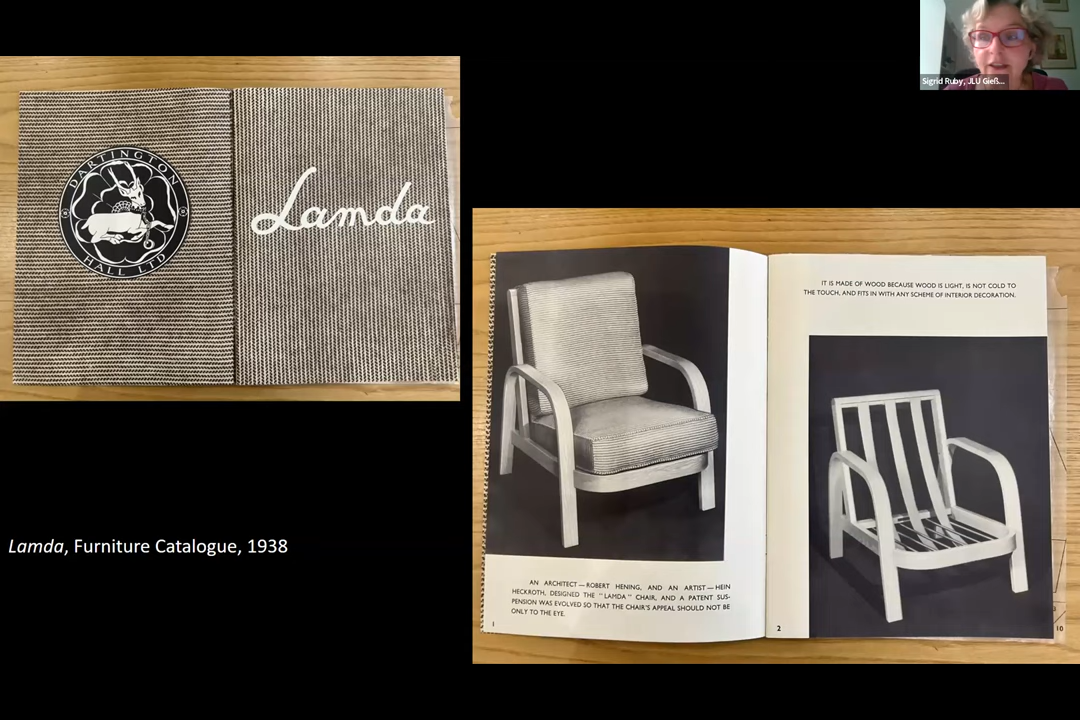 Sigrid Ruby, JLU Gieß...
DARTINGTON
HALL LTD
Lamda
IT IS MADE OF WOOD BECAUSE WOOD IS LIGHT, IS NOT COLD TO
THE TOUCH, AND FITS IN WITH ANY SCHEME OF INTERIOR DECORATION.
Lamda, Furniture Catalogue, 1938
AN ARCHITECT—ROBERT HENING, AND AN ARTIST—HEIN
HECKROTH, DESIGNED THE "LAMDA" CHAIR, AND A PATENT SUS-
PENSION WAS EVOLVED SO THAT THE CHAIR'S APPEAL SHOULD NOT BE
ONLY TO THE EYE.
1
2
10